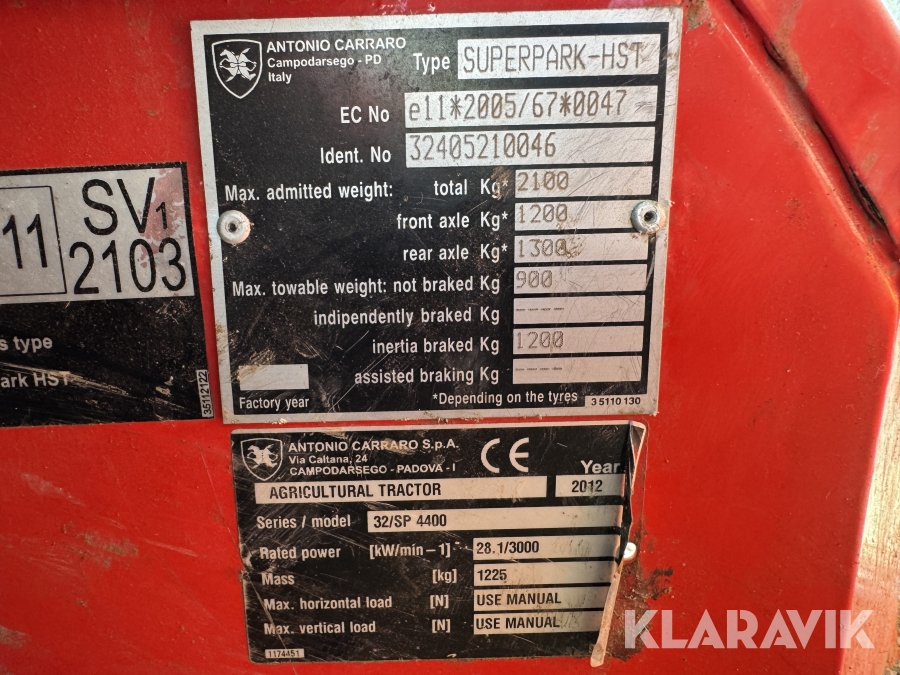 ANTONIO CARRARO
Campodarsego - PD
Italy
Type SUPERPARK-HST
EC No e11*2005/67*0047
Ident. No 32405210046
Max. admitted weight: total Kg* 2100
front axle Kg* 1200
rear axle Kg* 1300
Max. towable weight: not braked Kg 900
indipendently braked Kg ----
inertia braked Kg 1200
assisted braking Kg ----
Factory year
*Depending on the tyres 35110130
11
SV1
2103
s type
ark HST
35112122
ANTONIO CARRARO S.p.A.
Via Caltana, 24
CAMPODARSEGO - PADOVA - I
CE
Year
AGRICULTURAL TRACTOR 2012
Series / model 32/SP 4400
Rated power [kW/min-1] 28.1/3000
Mass [kg] 1225
Max. horizontal load [N] USE MANUAL
Max. vertical load [N] USE MANUAL
1174451
KLARAVIK